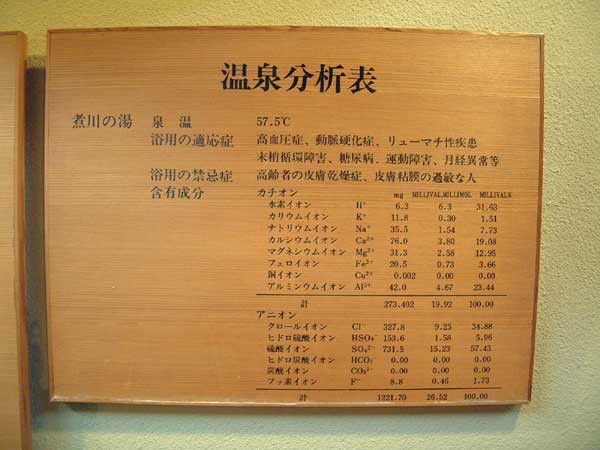 温泉分析表
煮川の湯 泉温 57.5℃
浴用の適応症 高血圧症、動脈硬化症、リューマチ性疾患
末梢循環障害、糖尿病、運動障害、月経異常等
浴用の禁忌症 高齢者の皮膚乾燥症、皮膚粘膜の過敏な人
含有成分 カチオン mg MILLIVAL.MILLIMOL MILLIVAL%
水素イオン H⁺ 6.3 6.3 31.63
カリウムイオン K⁺ 11.8 0.30 1.51
ナトリウムイオン Na⁺ 35.5 1.54 7.73
カルシウムイオン Ca²⁺ 76.0 3.80 19.08
マグネシウムイオン Mg²⁺ 31.3 2.58 12.95
フェロイオン Fe²⁺ 20.5 0.73 3.66
銅イオン Cu²⁺ 0.002 0.00 0.00
アルミンウムイオン Al³⁺ 42.0 4.67 23.44
計 273.402 19.92 100.00
アニオン
クロールイオン Cl⁻ 327.8 9.25 34.88
ヒドロ硫酸イオン HSO₄⁻ 153.6 1.58 5.96
硫酸イオン SO₄²⁻ 731.5 15.23 57.43
ヒドロ炭酸イオン HCO₃⁻ 0.00 0.00 0.00
炭酸イオン CO₃²⁻ 0.00 0.00 0.00
フッ素イオン F⁻ 8.8 0.46 1.73
計 1221.70 26.52 100.00